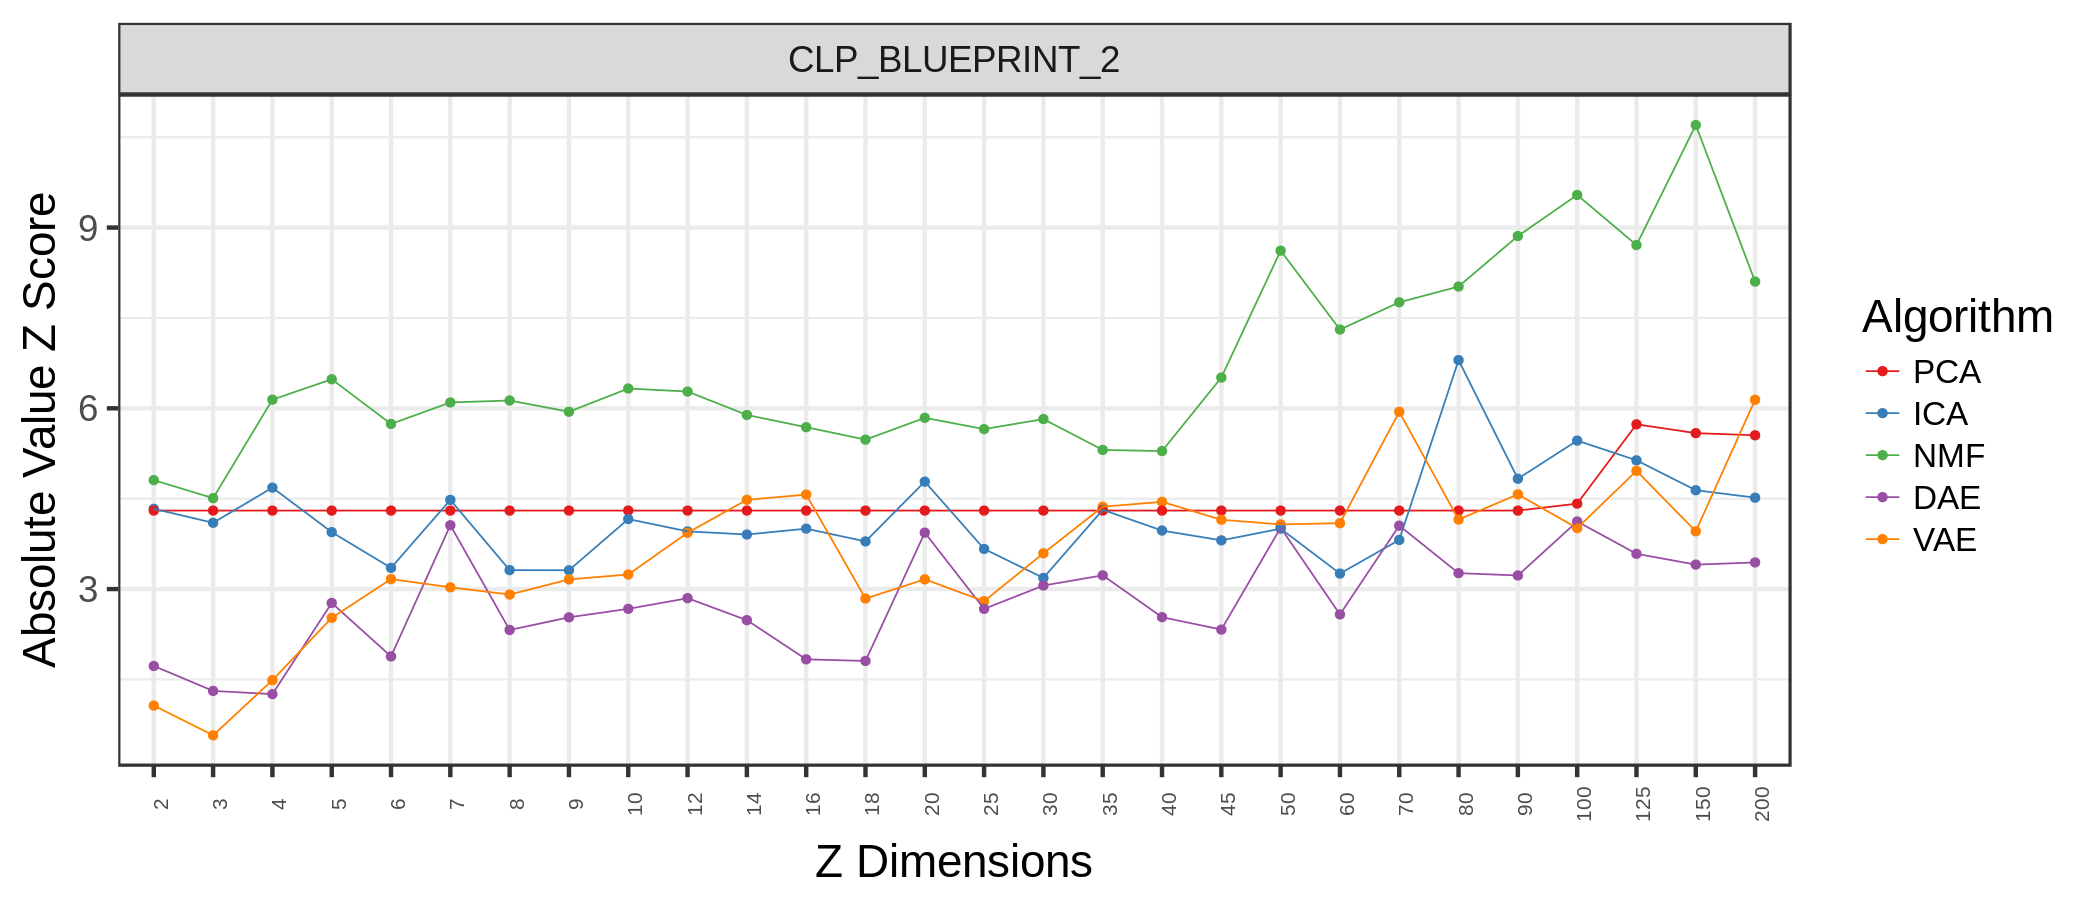 CLP_BLUEPRINT_2
Absolute Value Z Score
9
6
3
2 3 4 5 6 7 8 9 10 12 14 16 18 20 25 30 35 40 45 50 60 70 80 90 100 125 150 200
Z Dimensions
Algorithm
PCA
ICA
NMF
DAE
VAE